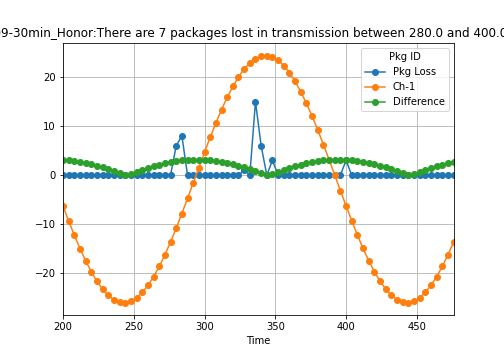 9-30min_Honor:There are 7 packages lost in transmission between 280.0 and 400.0
Pkg ID
Pkg Loss
Ch-1
Difference
20
10
0
−10
−20
200
250
300
350
400
450
Time